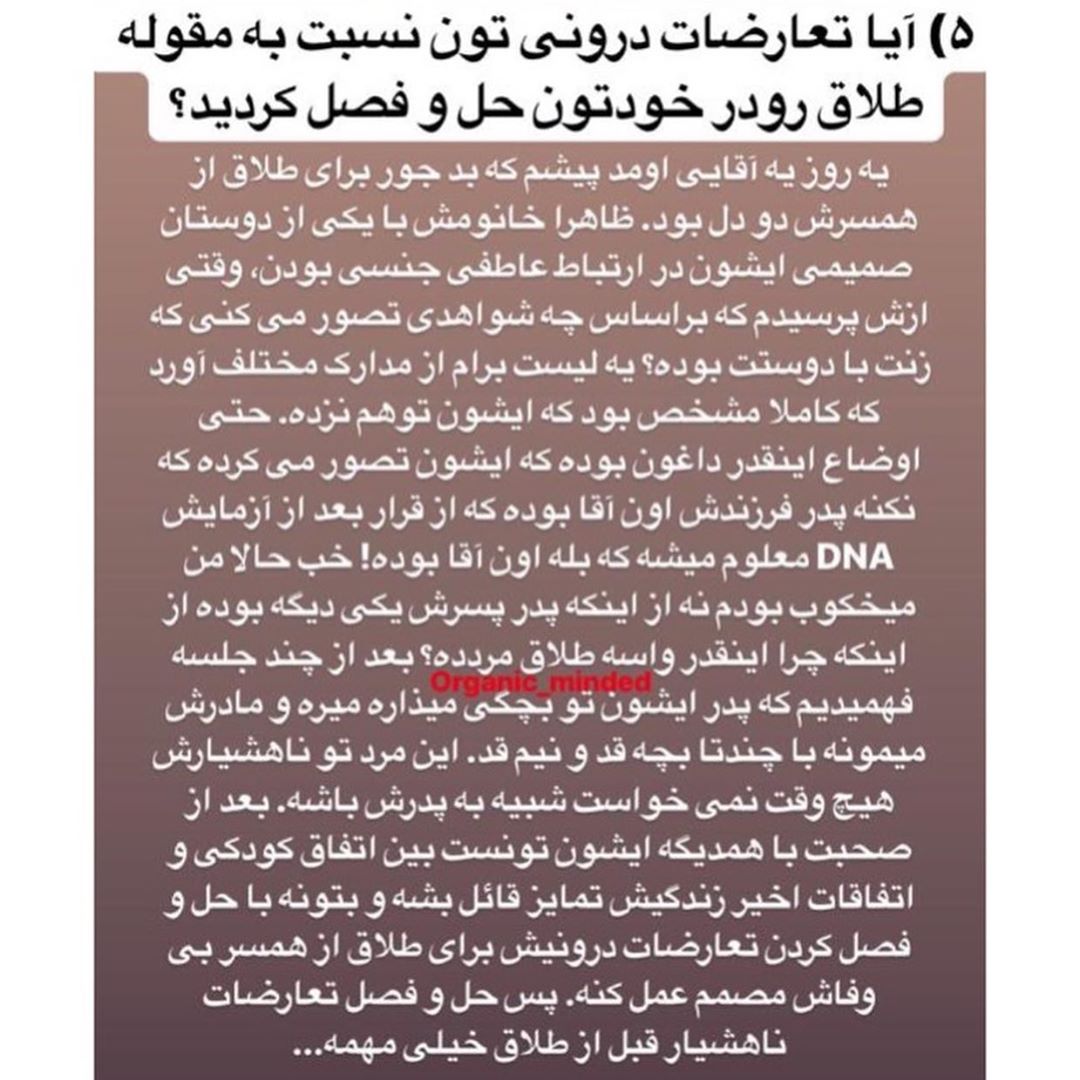 ۵) آیا تعارضات درونی تون نسبت به مقوله
طلاق رودر خودتون حل و فصل کردید؟
یه روز یه آقایی اومد پیشم که بد جور برای طلاق از
همسرش دو دل بود. ظاهرا خانومش با یکی از دوستان
صمیمی ایشون در ارتباط عاطفی جنسی بودن، وقتی
ازش پرسیدم که براساس چه شواهدی تصور می کنی که
زنت با دوستت بوده؟ یه لیست برام از مدارک مختلف آورد
که کاملا مشخص بود که ایشون توهم نزده. حتی
اوضاع اینقدر داغون بوده که ایشون تصور می کرده که
نکنه پدر فرزندش اون آقا بوده که از قرار بعد از آزمایش
DNA معلوم میشه که بله اون آقا بوده! خب حالا من
میخکوب بودم نه از اینکه پدر پسرش یکی دیگه بوده از
اینکه چرا اینقدر واسه طلاق مردده؟ بعد از چند جلسه
Organic_minded
فهمیدیم که پدر ایشون تو بچگی میذاره میره و مادرش
میمونه با چندتا بچه قد و نیم قد. این مرد تو ناهشیارش
هیچ وقت نمی خواست شبیه به پدرش باشه. بعد از
صحبت با همدیگه ایشون تونست بین اتفاق کودکی و
اتفاقات اخیر زندگیش تمایز قائل بشه و بتونه با حل و
فصل کردن تعارضات درونیش برای طلاق از همسر بی
وفاش مصمم عمل کنه. پس حل و فصل تعارضات
ناهشیار قبل از طلاق خیلی مهمه...